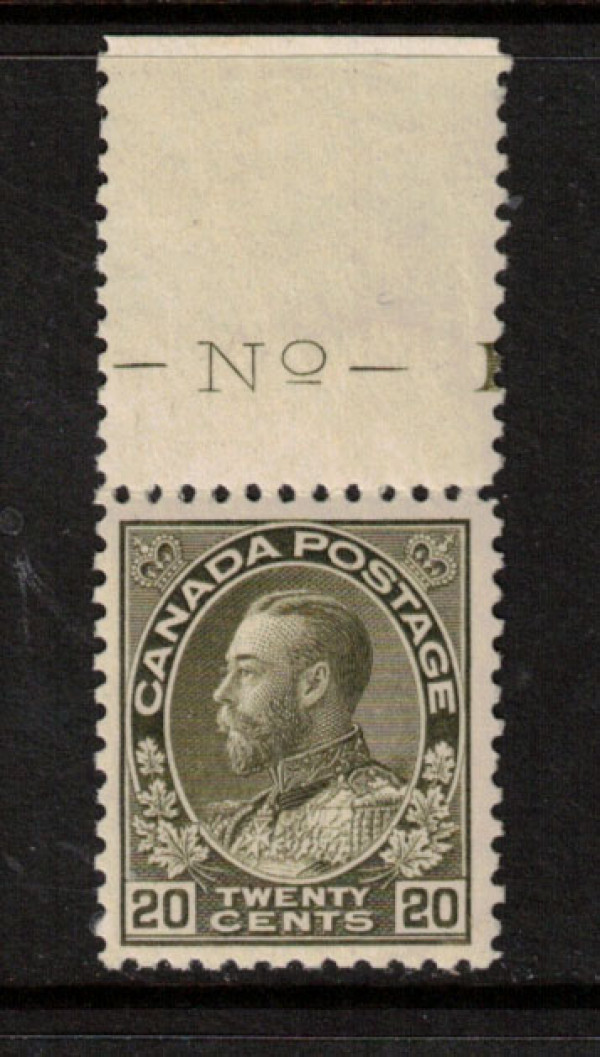 — Nº —
CANADA POSTAGE
20 TWENTY 20
CENTS